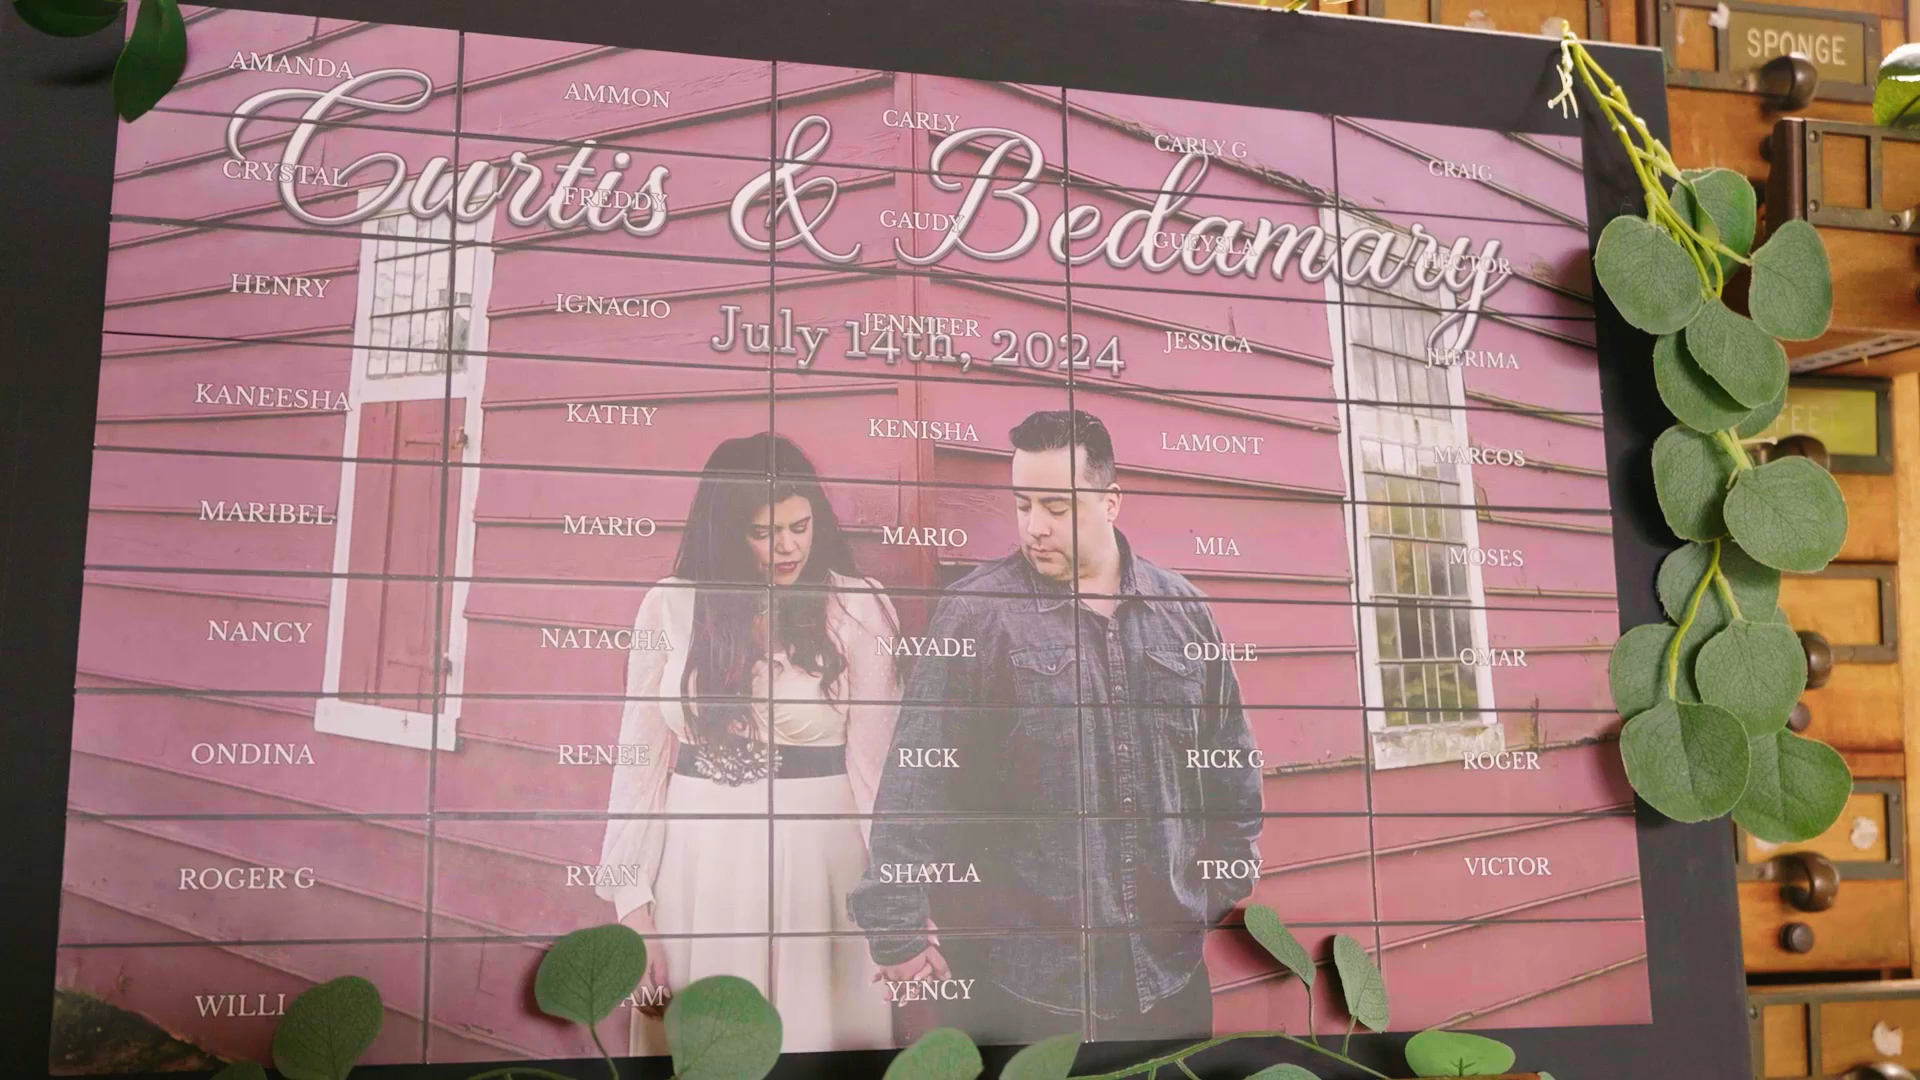 SPONGE
AMANDA
AMMON
CARLY
CARLY G
CRAIG
Curtis & Bedamary
CRYSTAL
FREDDY
GAUDY
GUEYSLA
HECTOR
July 14th, 2024
HENRY
IGNACIO
JENNIFER
JESSICA
JHERIMA
KANEESHA
KATHY
KENISHA
LAMONT
MARCOS
MARIBEL
MARIO
MARIO
MIA
MOSES
NANCY
NATACHA
NAYADE
ODILE
OMAR
ONDINA
RENEE
RICK
RICK G
ROGER
ROGER G
RYAN
SHAYLA
TROY
VICTOR
WILLI
AM
YENCY